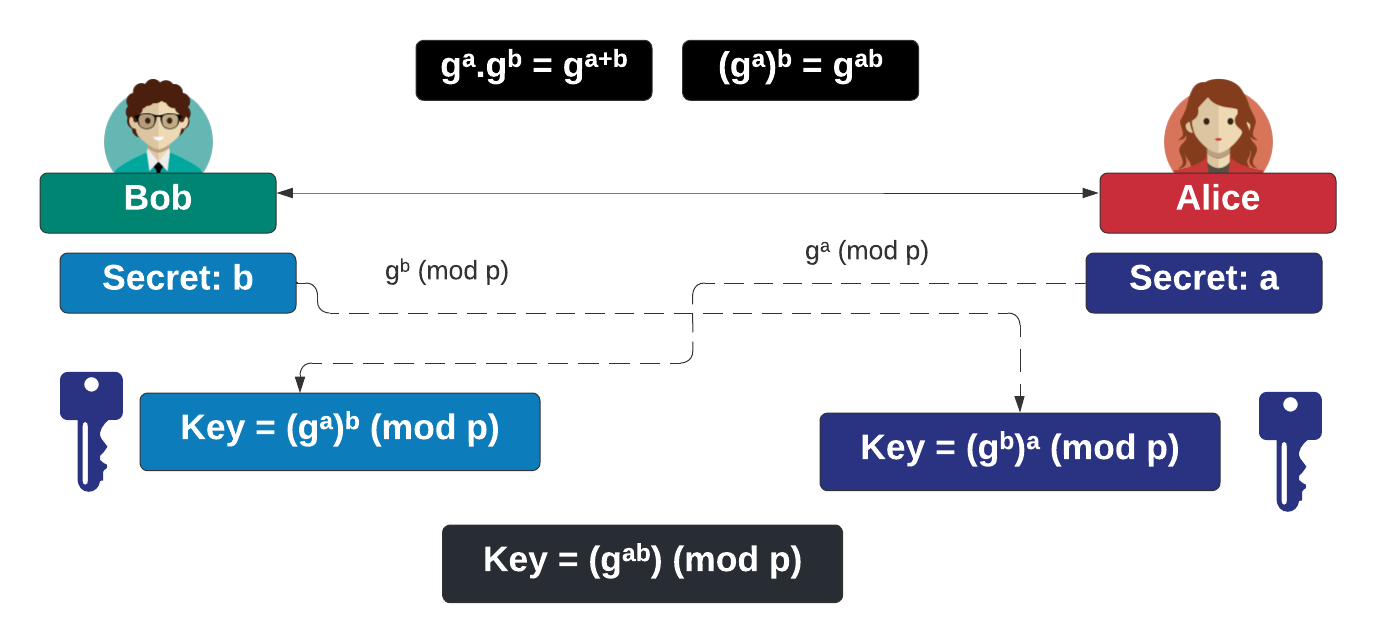 gᵃ.gᵇ = gᵃ⁺ᵇ
(gᵃ)ᵇ = gᵃᵇ
Bob
Alice
Secret: b
gᵇ (mod p)
gᵃ (mod p)
Secret: a
Key = (gᵃ)ᵇ (mod p)
Key = (gᵇ)ᵃ (mod p)
Key = (gᵃᵇ) (mod p)